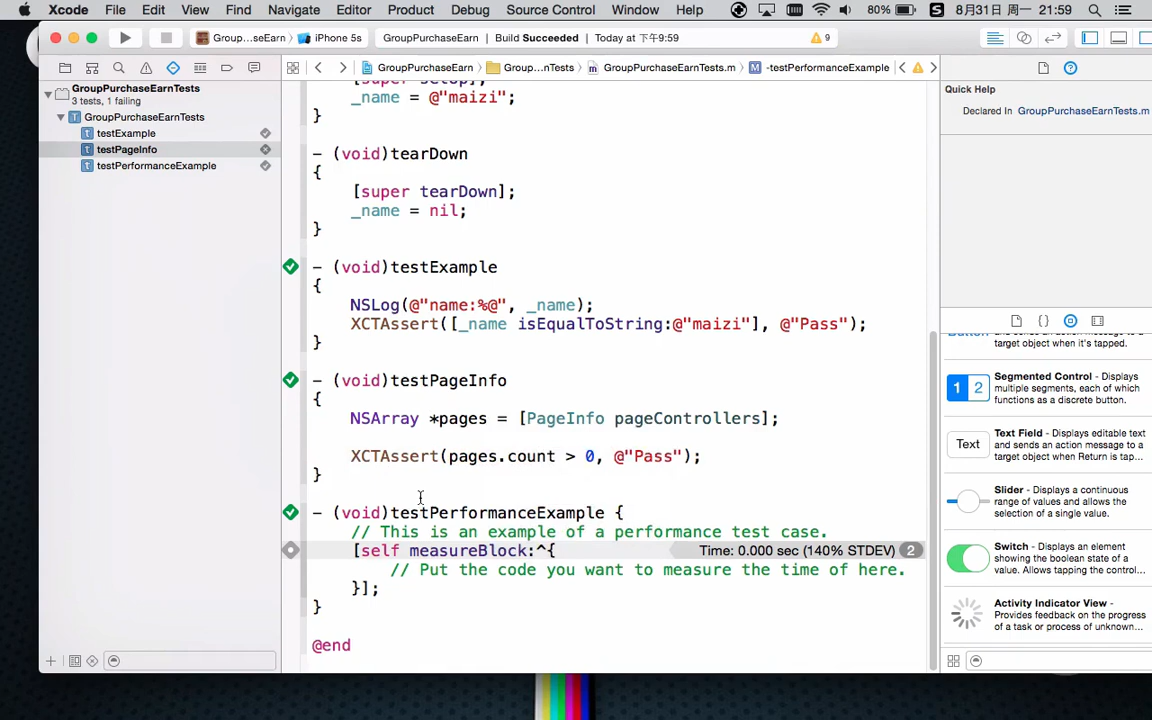 Xcode File Edit View Find Navigate Editor Product Debug Source Control Window Help 80% S 8月31日 周一 21:59
Group...seEarn iPhone 5s GroupPurchaseEarn Build Succeeded Today at 下午9:59 9
GroupPurchaseEarn Group...nTests m GroupPurchaseEarnTests.m -testPerformanceExample
GroupPurchaseEarnTests
3 tests, 1 failing
t GroupPurchaseEarnTests
t testExample
t testPageInfo
t testPerformanceExample
_name = @"maizi";
}
- (void)tearDown
{
[super tearDown];
_name = nil;
}
- (void)testExample
{
NSLog(@"name:%@", _name);
XCTAssert([_name isEqualToString:@"maizi"], @"Pass");
}
- (void)testPageInfo
{
NSArray *pages = [PageInfo pageControllers];
XCTAssert(pages.count > 0, @"Pass");
}
- (void)testPerformanceExample {
// This is an example of a performance test case.
[self measureBlock:^{ Time: 0.000 sec (140% STDEV) 2
// Put the code you want to measure the time of here.
}];
}
@end
Quick Help
Declared In GroupPurchaseEarnTests.m
{ }
target object when it's tapped.
1 2
Segmented Control - Displays
multiple segments, each of which
functions as a discrete button.
Text
Text Field - Displays editable text
and sends an action message to a
target object when Return is tap...
Slider - Displays a continuous
range of values and allows the
selection of a single value.
Switch - Displays an element
showing the boolean state of a
value. Allows tapping the control...
Activity Indicator View -
Provides feedback on the progress
of a task or process of unknown...